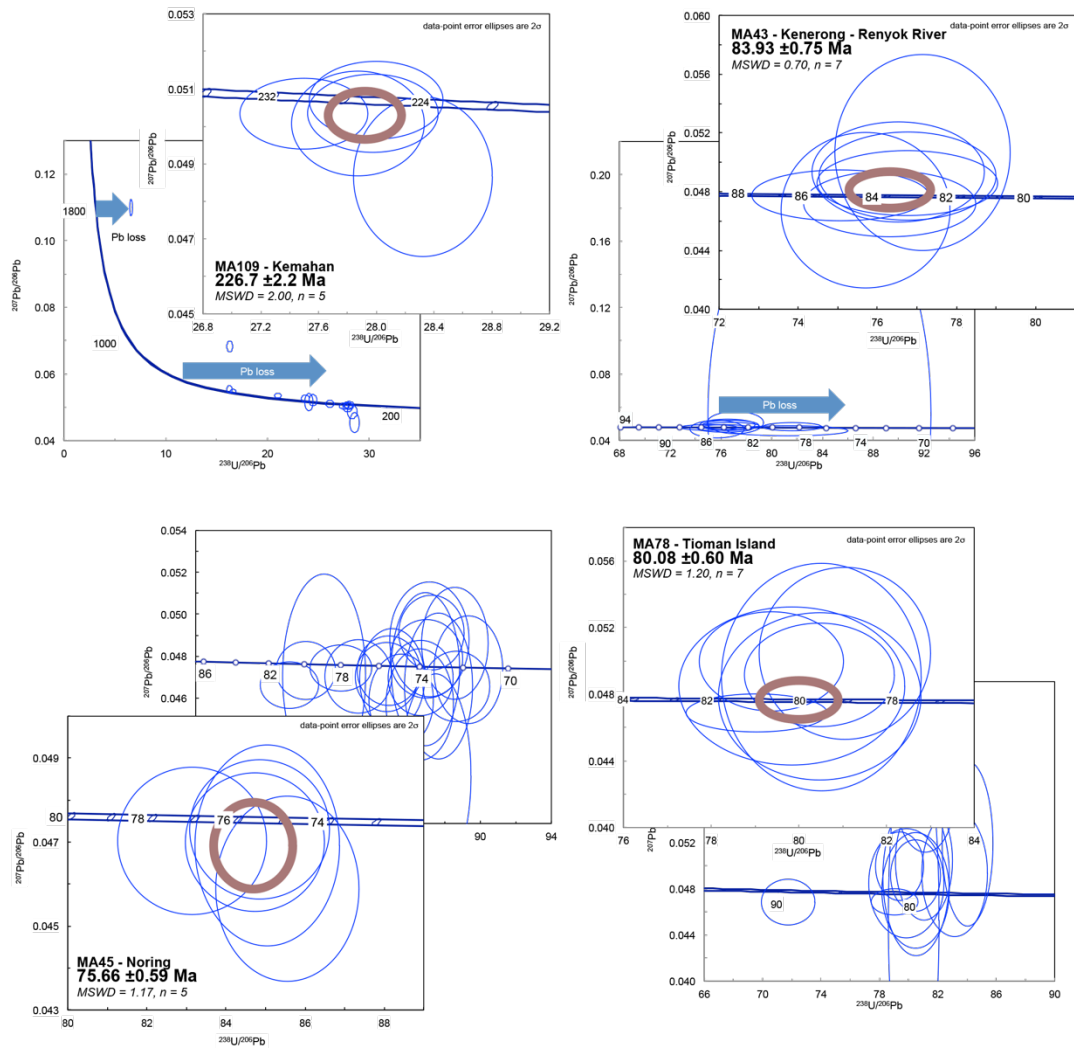 0.053
data-point error ellipses are 2σ
0.051
232
224
0.049
0.047
0.045
²⁰⁷Pb/²⁰⁶Pb
MA109 - Kemahan
226.7 ±2.2 Ma
MSWD = 2.00, n = 5
26.8 27.2 27.6 28.0 28.4 28.8 29.2
²³⁸U/²⁰⁶Pb
0.12
0.10
0.08
0.06
0.04
²⁰⁷Pb/²⁰⁶Pb
1800
Pb loss
1000
Pb loss
200
0 10 20 30
²³⁸U/²⁰⁶Pb
0.060
MA43 - Kenerong - Renyok River
83.93 ±0.75 Ma
MSWD = 0.70, n = 7
data-point error ellipses are 2σ
0.056
0.052
0.048
0.044
0.040
²⁰⁷Pb/²⁰⁶Pb
88 86 84 82 80
72 74 76 78 80
²³⁸U/²⁰⁶Pb
0.20
0.16
0.12
0.08
0.04
²⁰⁷Pb/²⁰⁶Pb
Pb loss
94 90 86 82 78 74 70
68 72 76 80 84 88 92 96
²³⁸U/²⁰⁶Pb
0.054
0.052
0.050
0.048
0.046
²⁰⁷Pb/²⁰⁶Pb
86 82 78 74 70
90 94
data-point error ellipses are 2σ
0.049
0.047
0.045
0.043
²⁰⁷Pb/²⁰⁶Pb
80 78 76 74
MA45 - Noring
75.66 ±0.59 Ma
MSWD = 1.17, n = 5
80 82 84 86 88
²³⁸U/²⁰⁶Pb
MA78 - Tioman Island
80.08 ±0.60 Ma
MSWD = 1.20, n = 7
data-point error ellipses are 2σ
0.056
0.052
0.048
0.044
0.040
²⁰⁷Pb/²⁰⁶Pb
84 82 80 78
76 78 80 82 84
²³⁸U/²⁰⁶Pb
0.052
0.048
0.044
0.040
²⁰⁷Pb
90 80
66 70 74 78 82 86 90
²³⁸U/²⁰⁶Pb